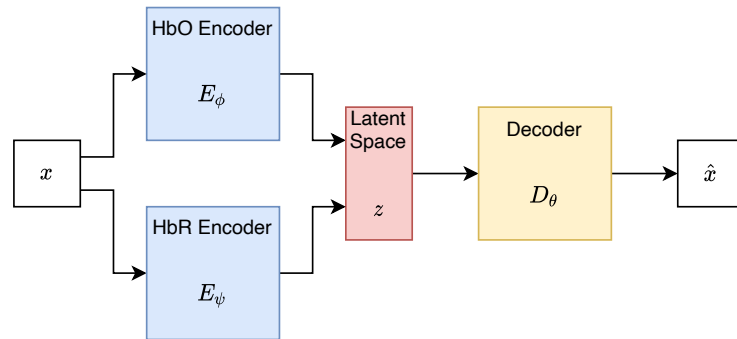 x
HbO Encoder
E_ϕ
HbR Encoder
E_ψ
Latent
Space
z
Decoder
D_θ
x̂